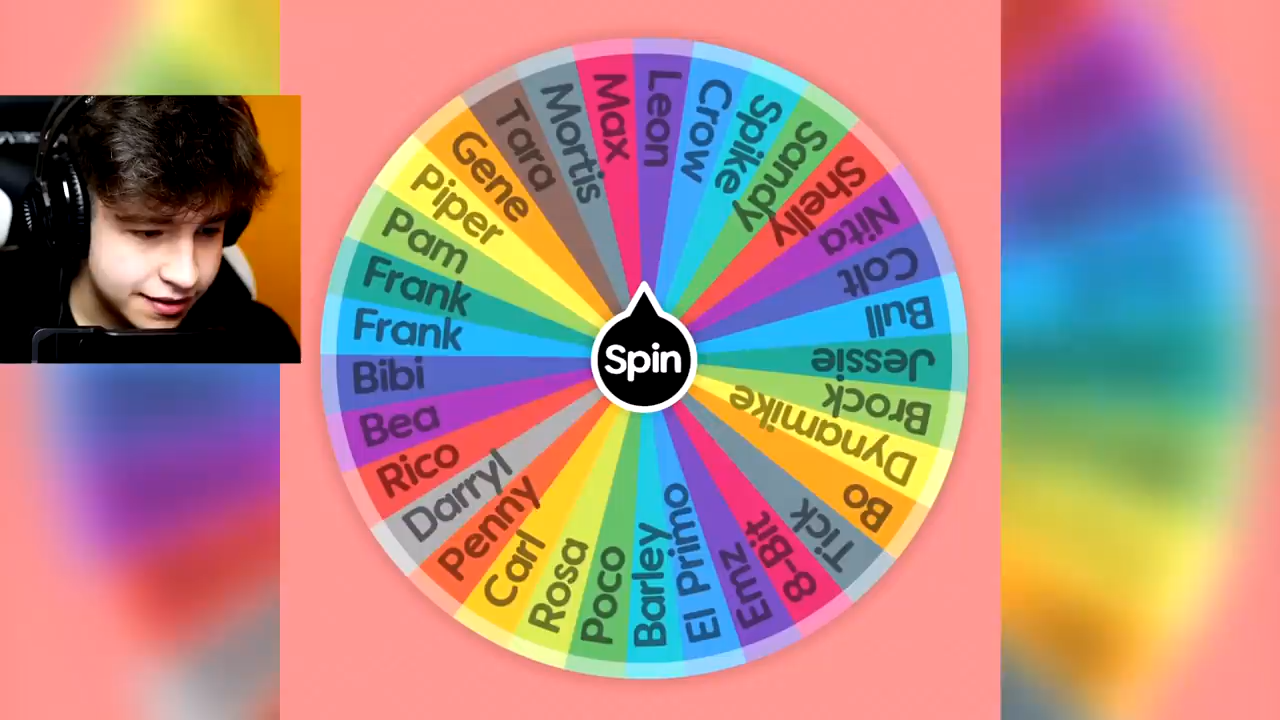 Leon
Crow
Spike
Sandy
Shelly
Nita
Colt
Bull
Jessie
Brock
Dynamike
Bo
Tick
8-Bit
Emz
El Primo
Barley
Poco
Rosa
Carl
Penny
Darryl
Rico
Bea
Bibi
Frank
Frank
Pam
Piper
Gene
Tara
Mortis
Max
Spin